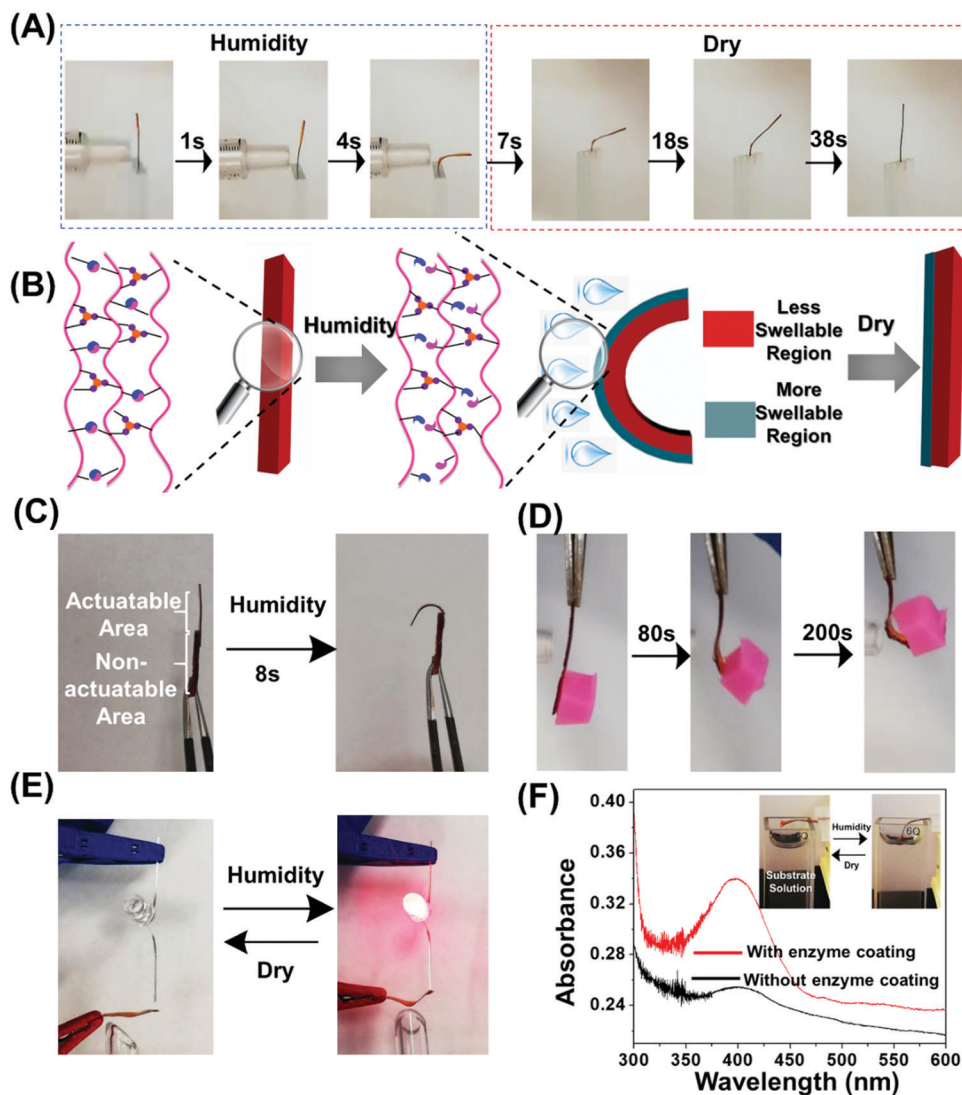 (A)
Humidity
Dry
1s
4s
7s
18s
38s
(B)
Humidity
Less
Swellable
Region
More
Swellable
Region
Dry
(C)
Actuatable
Area
Non-
actuatable
Area
Humidity
8s
(D)
80s
200s
(E)
Humidity
Dry
(F)
0.40
0.36
0.32
0.28
0.24
Absorbance
Humidity
Dry
Substrate
Solution
6Q
With enzyme coating
Without enzyme coating
300
350
400
450
500
550
600
Wavelength (nm)